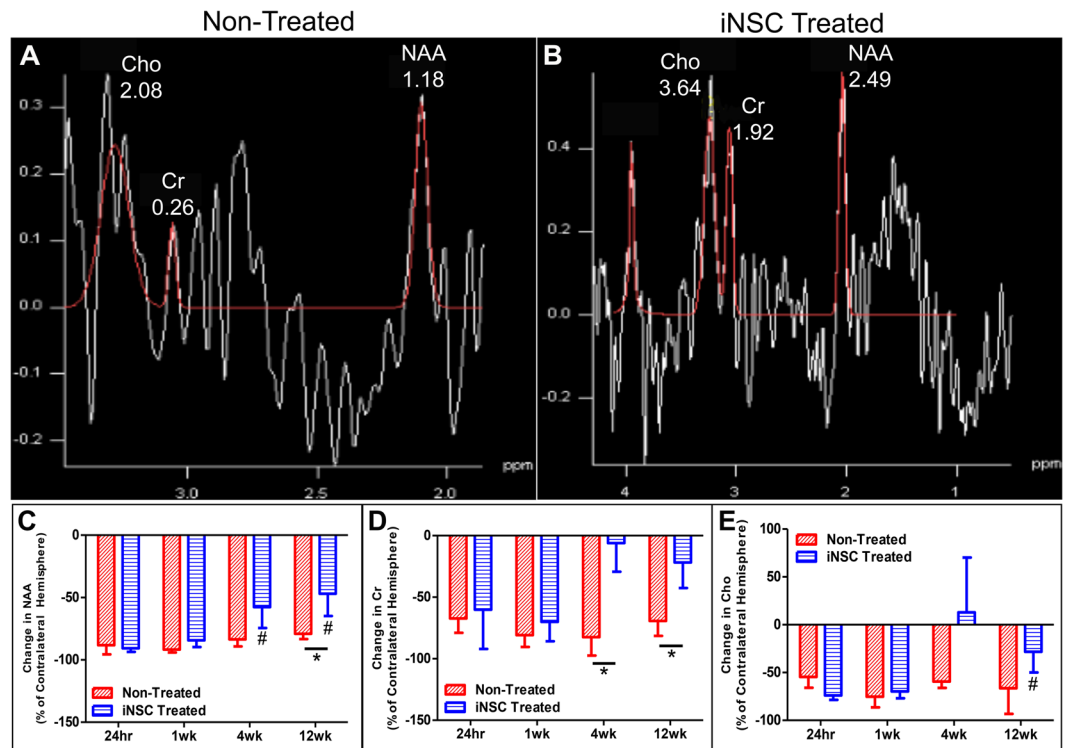 Non-Treated
iNSC Treated
A
Cho
2.08
NAA
1.18
Cr
0.26
0.3
0.2
0.1
0.0
-0.1
-0.2
ppm
3.0
2.5
2.0
B
Cho
3.64
NAA
2.49
Cr
1.92
0.4
0.2
0.0
-0.2
ppm
4
3
2
1
C
Change in NAA
(% of Contralateral Hemisphere)
0
-50
-100
-150
#
#
*
Non-Treated
iNSC Treated
24hr
1wk
4wk
12wk
D
Change in Cr
(% of Contralateral Hemisphere)
0
-50
-100
-150
*
*
Non-Treated
iNSC Treated
24hr
1wk
4wk
12wk
E
Change in Cho
(% of Contralateral Hemisphere)
100
50
0
-50
-100
Non-Treated
iNSC Treated
#
24hr
1wk
4wk
12wk